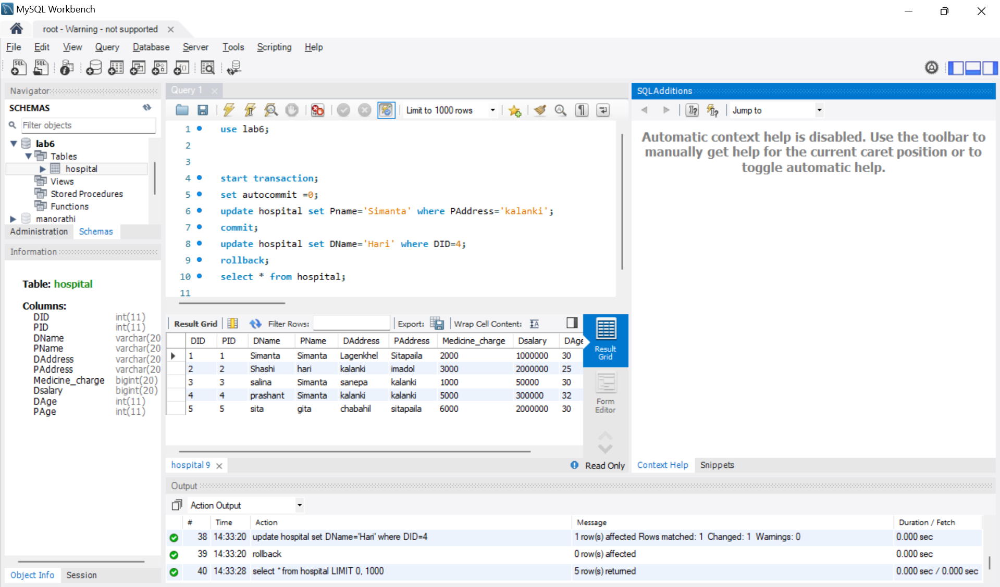 MySQL Workbench
root - Warning - not supported
File Edit View Query Database Server Tools Scripting Help
Navigator
SCHEMAS
Filter objects
lab6
Tables
hospital
Views
Stored Procedures
Functions
manorathi
Administration Schemas
Information
Table: hospital
Columns:
DID int(11)
PID int(11)
DName varchar(20
PName varchar(20
DAddress varchar(20
PAddress varchar(20
Medicine_charge bigint(20)
Dsalary bigint(20)
DAge int(11)
PAge int(11)
Object Info Session
Query 1
Limit to 1000 rows
1 use lab6;
2
3
4 start transaction;
5 set autocommit =0;
6 update hospital set Pname='Simanta' where PAddress='kalanki';
7 commit;
8 update hospital set DName='Hari' where DID=4;
9 rollback;
10 select * from hospital;
11
Result Grid Filter Rows: Export: Wrap Cell Content:
DID PID DName PName DAddress PAddress Medicine_charge Dsalary DAge
1 1 Simanta Simanta Lagenkhel Sitapaila 2000 1000000 30
2 2 Shashi hari kalanki imadol 3000 2000000 25
3 3 salina Simanta sanepa kalanki 1000 50000 30
4 4 prashant Simanta kalanki kalanki 5000 300000 32
5 5 sita gita chabahil sitapaila 6000 2000000 30
Result
Grid
Form
Editor
hospital 9 Read Only
SQLAdditions
Jump to
Automatic context help is disabled. Use the toolbar to
manually get help for the current caret position or to
toggle automatic help.
Context Help Snippets
Output
Action Output
# Time Action Message Duration / Fetch
38 14:33:20 update hospital set DName='Hari' where DID=4 1 row(s) affected Rows matched: 1 Changed: 1 Warnings: 0 0.000 sec
39 14:33:20 rollback 0 row(s) affected 0.000 sec
40 14:33:28 select * from hospital LIMIT 0, 1000 5 row(s) returned 0.000 sec / 0.000 sec